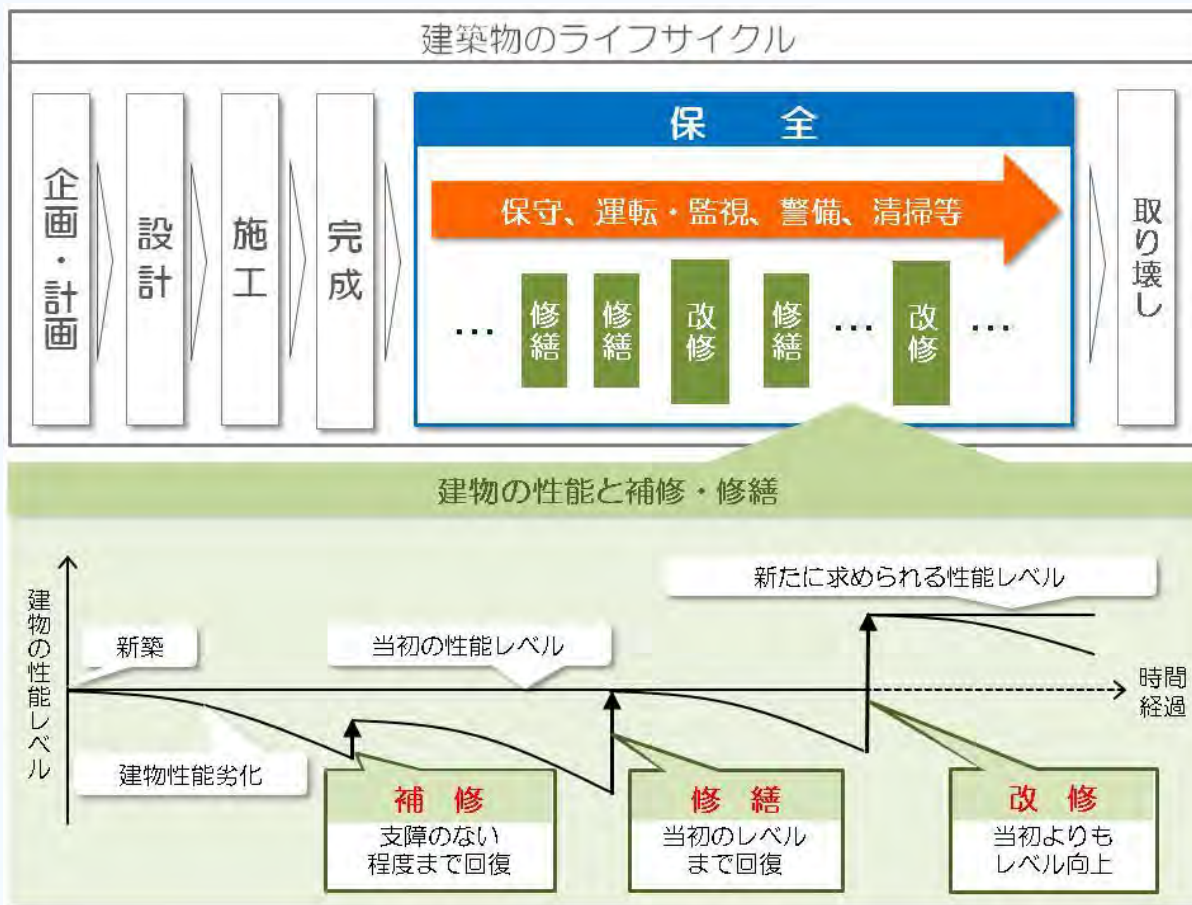 建築物のライフサイクル
企画・計画
設計
施工
完成
保　全
保守、運転・監視、警備、清掃等
…
修繕
修繕
改修
修繕
…
改修
…
取り壊し
建物の性能と補修・修繕
建物の性能レベル
新築
当初の性能レベル
新たに求められる性能レベル
時間
経過
建物性能劣化
補　修
支障のない
程度まで回復
修　繕
当初のレベル
まで回復
改　修
当初よりも
レベル向上